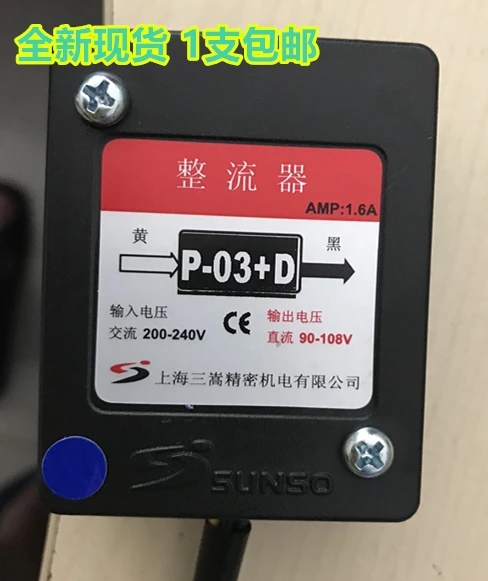 全新现货 1支包邮
整流器
AMP:1.6A
黄
黑
P-03+D
输入电压
交流 200-240V
CE
输出电压
直流 90-108V
上海三嵩精密机电有限公司
SUNSO